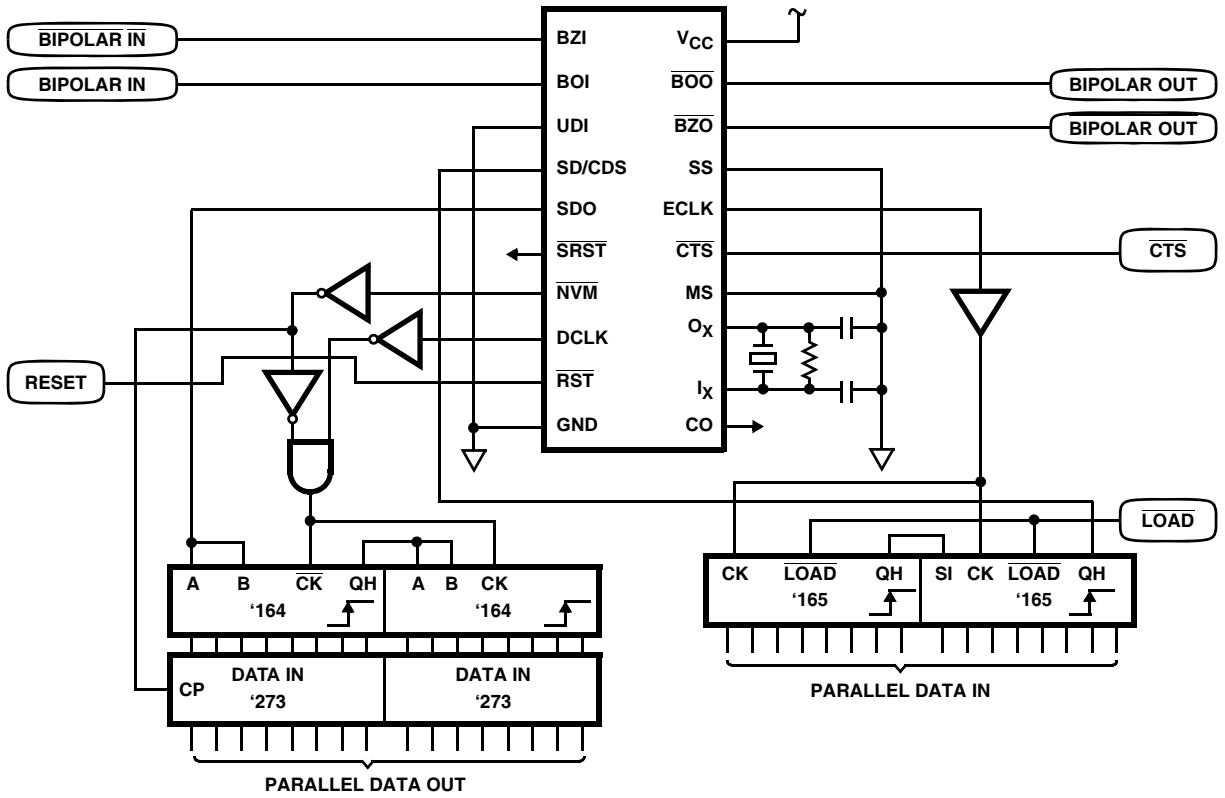 BIPOLAR IN
BIPOLAR IN
BZI
BOI
UDI
SD/CDS
SDO
SRST
NVM
DCLK
RST
GND
VCC
BOO
BZO
SS
ECLK
CTS
MS
OX
IX
CO
BIPOLAR OUT
BIPOLAR OUT
CTS
RESET
LOAD
A B CK QH A B CK
'164 '164
DATA IN DATA IN
CP '273 '273
PARALLEL DATA OUT
CK LOAD QH SI CK LOAD QH
'165 '165
PARALLEL DATA IN